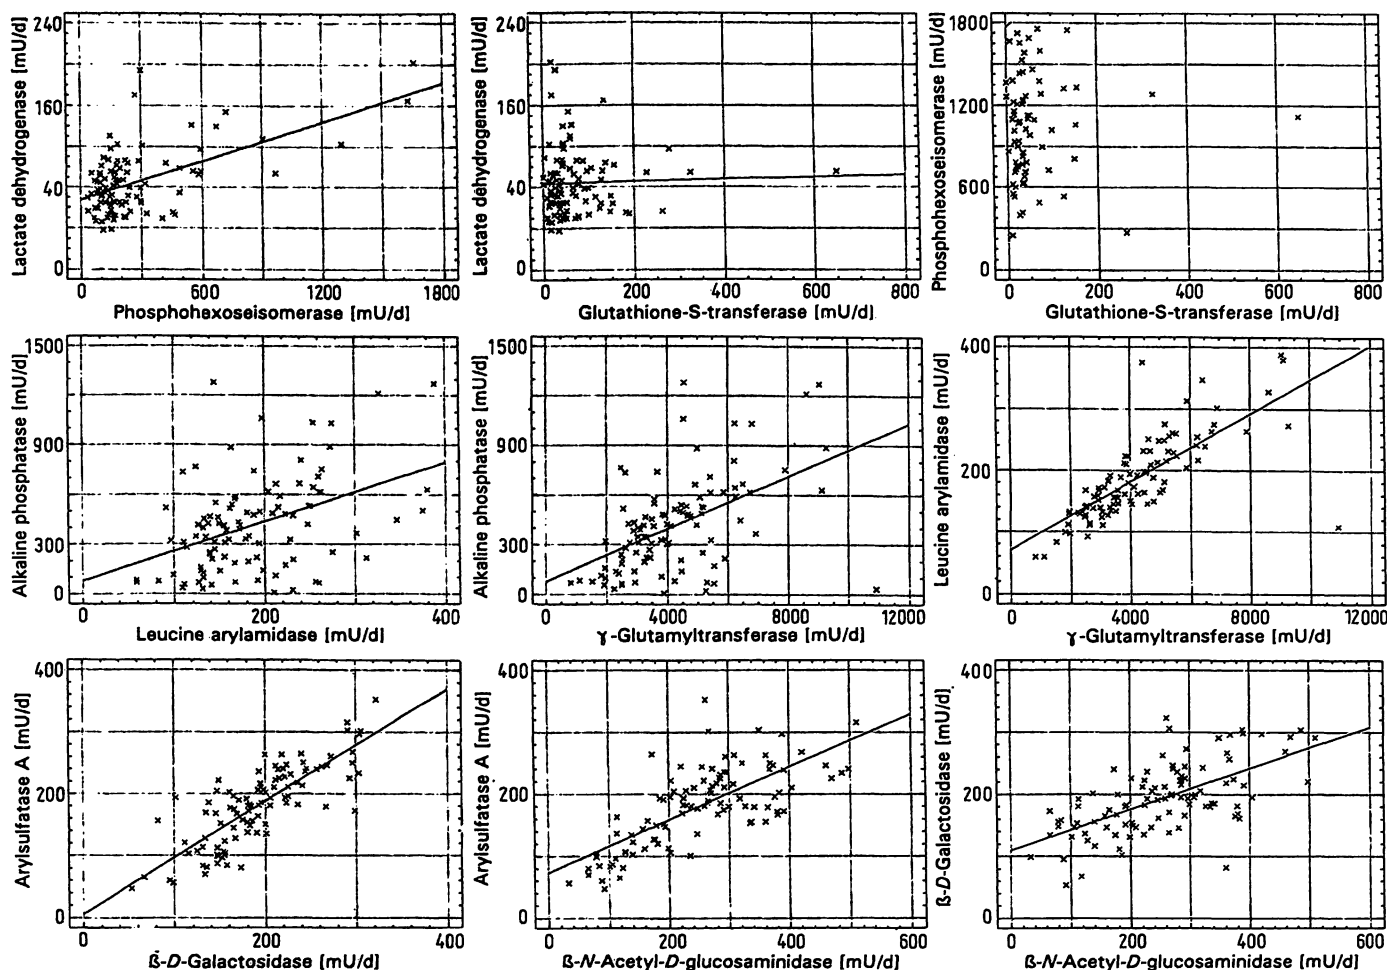 Lactate dehydrogenase [mU/d]
240
160
40
0
0 600 1200 1800
Phosphohexoseisomerase [mU/d]
Lactate dehydrogenase [mU/d]
240
160
40
0
0 200 400 600 800
Glutathione-S-transferase [mU/d]
Phosphohexoseisomerase [mU/d]
1800
1200
600
0
0 200 400 600 800
Glutathione-S-transferase [mU/d]
Alkaline phosphatase [mU/d]
1500
900
300
0
0 200 400
Leucine arylamidase [mU/d]
Alkaline phosphatase [mU/d]
1500
900
300
0
0 4000 8000 12000
γ-Glutamyltransferase [mU/d]
Leucine arylamidase [mU/d]
400
200
0
0 4000 8000 12000
γ-Glutamyltransferase [mU/d]
Arylsulfatase A [mU/d]
400
200
0
0 200 400
ß-D-Galactosidase [mU/d]
Arylsulfatase A [mU/d]
400
200
0
0 200 400 600
ß-N-Acetyl-D-glucosaminidase [mU/d]
ß-D-Galactosidase [mU/d]
400
200
0
0 200 400 600
ß-N-Acetyl-D-glucosaminidase [mU/d]